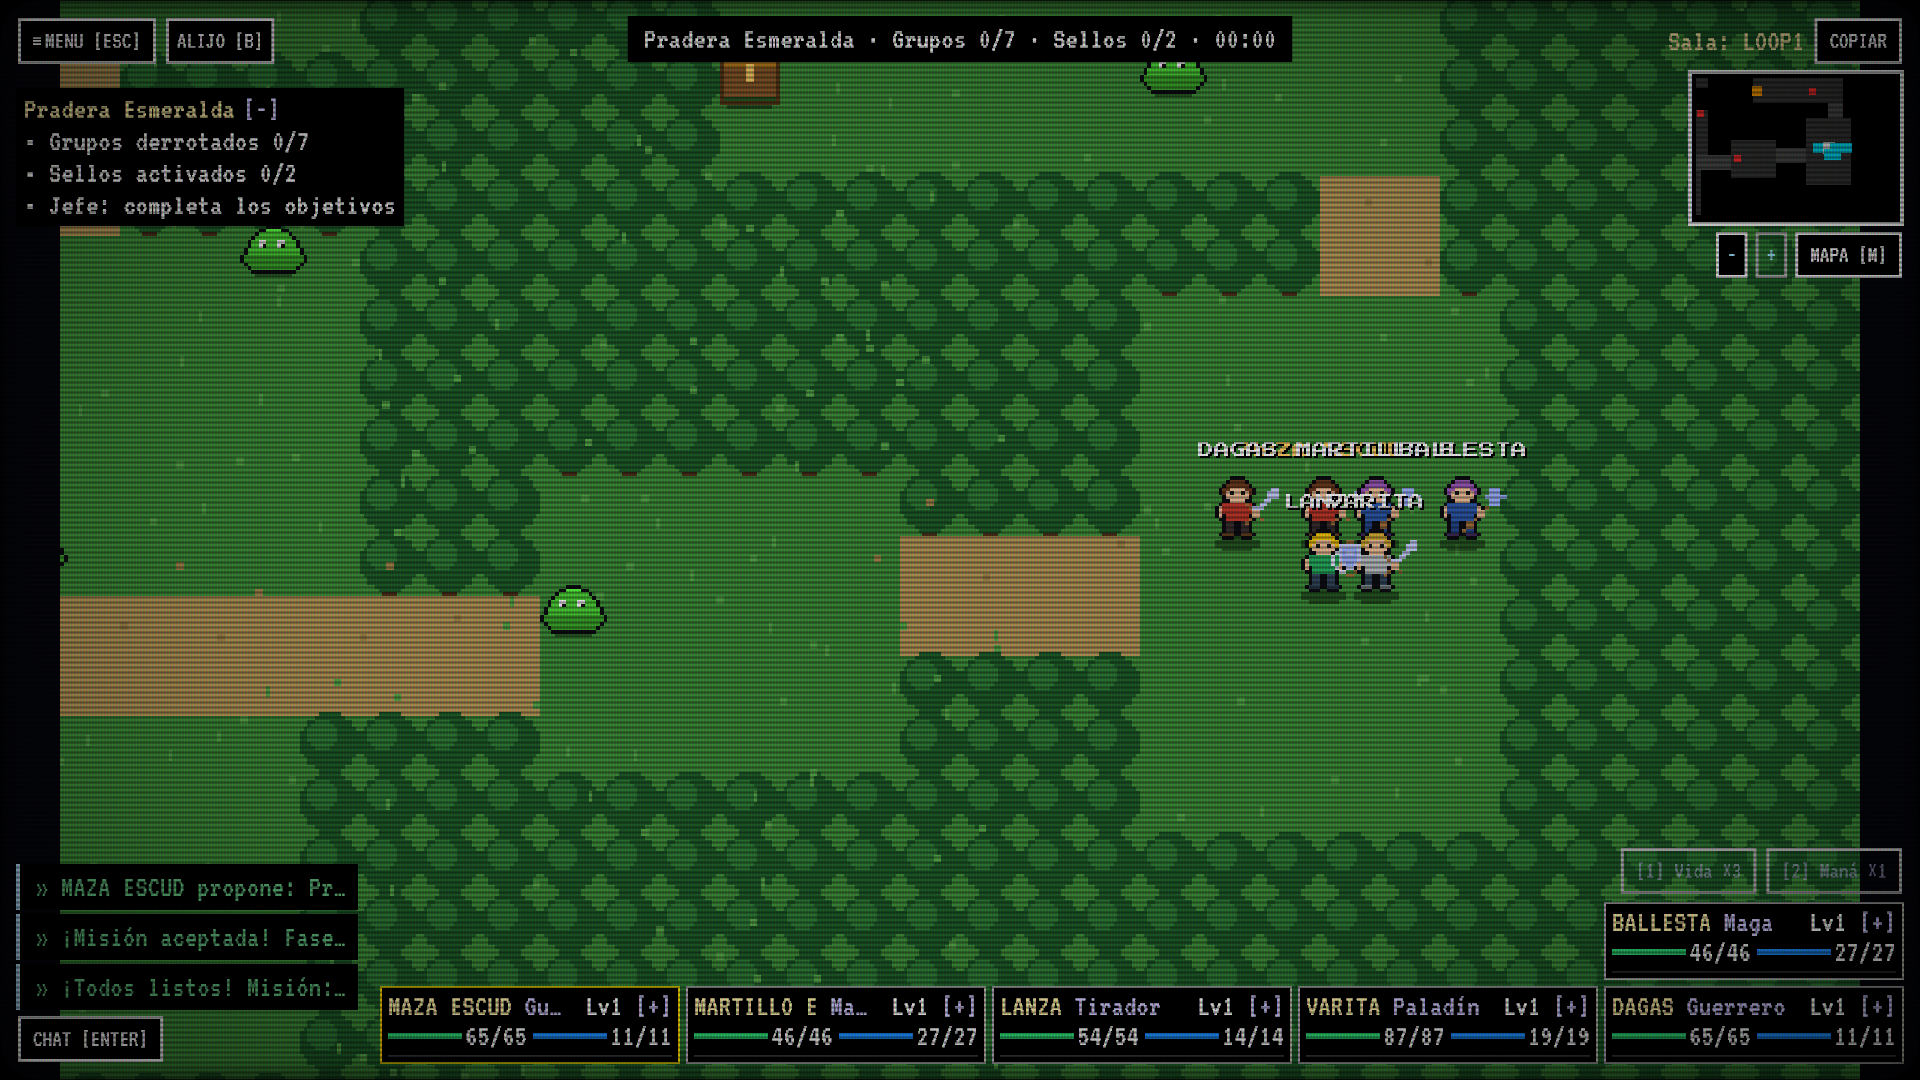 ≡MENU [ESC]
ALIJO [B]
Pradera Esmeralda · Grupos 0/7 · Sellos 0/2 · 00:00
Sala: LOOP1
COPIAR
Pradera Esmeralda [-]
· Grupos derrotados 0/7
· Sellos activados 0/2
· Jefe: completa los objetivos
-
+
MAPA [M]
BALLESTA
» MAZA ESCUD propone: Pr…
» ¡Misión aceptada! Fase…
» ¡Todos listos! Misión:…
CHAT [ENTER]
[1] Vida X3
[2] Maná X1
BALLESTA Maga Lv1 [+]
46/46 27/27
MAZA ESCUD Gu… Lv1 [+]
65/65 11/11
MARTILLO E Ma… Lv1 [+]
46/46 27/27
LANZA Tirador Lv1 [+]
54/54 14/14
VARITA Paladín Lv1 [+]
87/87 19/19
DAGAS Guerrero Lv1 [+]
65/65 11/11